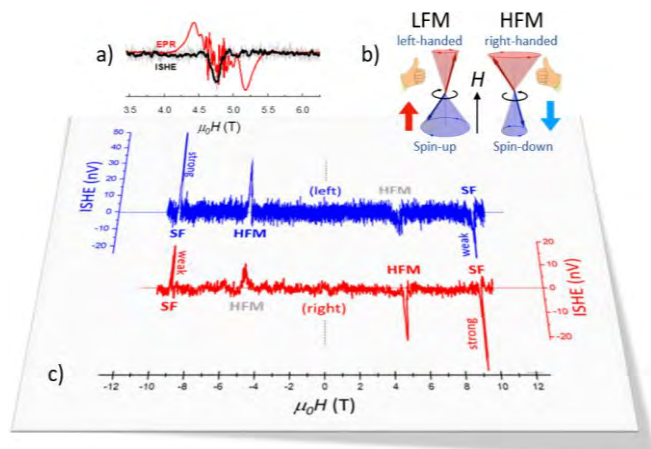 a)
EPR
ISHE
3.5 4.0 4.5 5.0 5.5 6.0
μ₀H (T)
b)
LFM
left-handed
HFM
right-handed
H
Spin-up
Spin-down
ISHE (nV)
50
40
30
20
10
0
-10
-20
strong
SF
HFM
(left)
HFM
SF
weak
SF
weak
HFM
(right)
HFM
SF
strong
20
10
0
-10
-20
ISHE (nV)
c)
-12 -10 -8 -6 -4 -2 0 2 4 6 8 10 12
μ₀H (T)